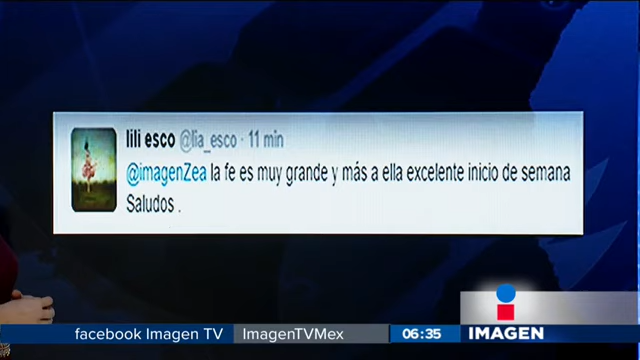 lili esco @lia_esco · 11 min
@imagenZea la fe es muy grande y más a ella excelente inicio de semana
Saludos .
facebook Imagen TV ImagenTVMex 06:35 IMAGEN